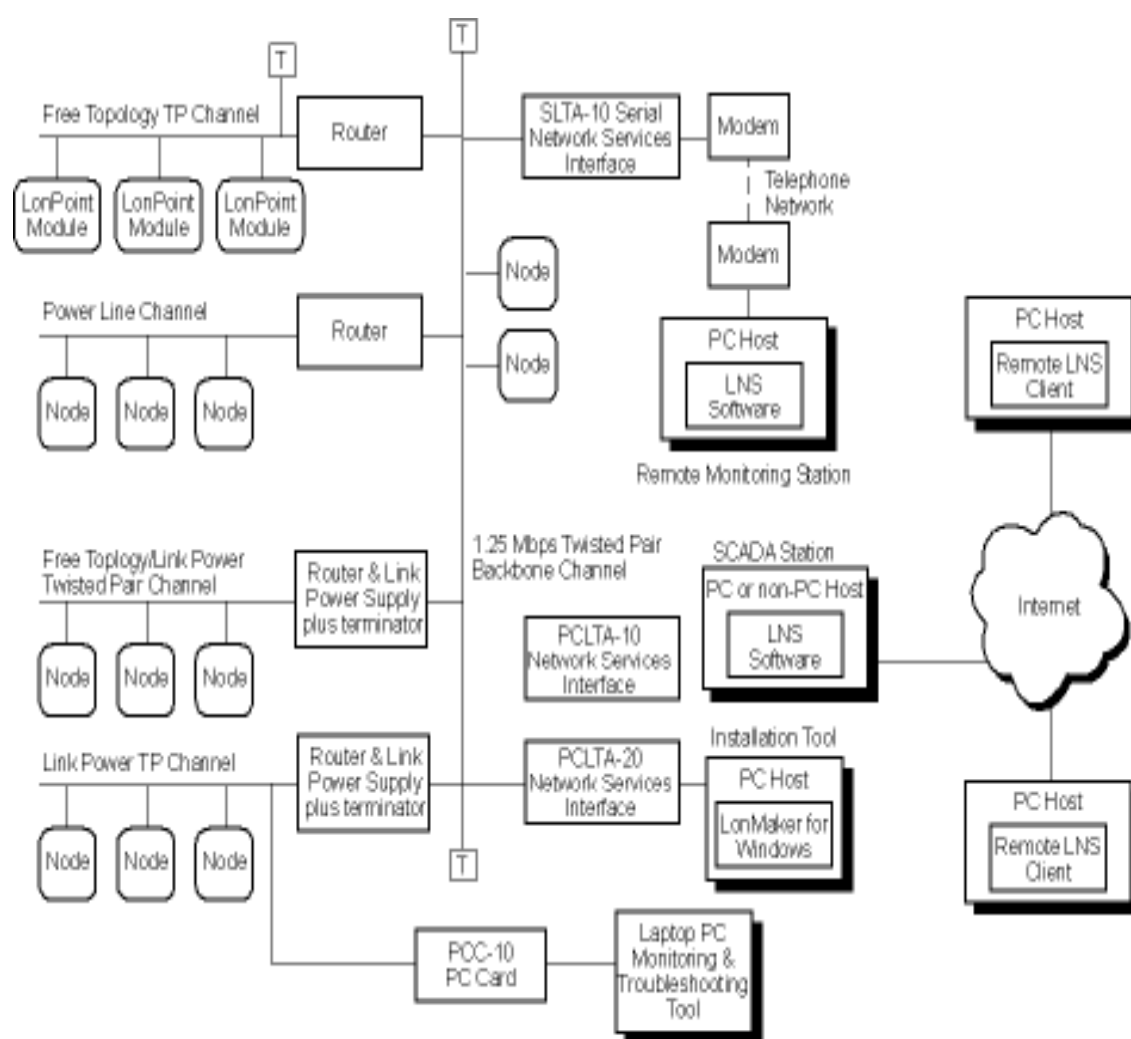 T
T
Free Topology TP Channel
Router
SLTA-10 Serial
Network Services
Interface
Modem
LonPoint
Module
LonPoint
Module
LonPoint
Module
Telephone
Network
Modem
Node
Power Line Channel
Router
Node
Node
Node
Node
PC Host
LNS
Software
Remote Monitoring Station
PC Host
Remote LNS
Client
Free Toplogy/Link Power
Twisted Pair Channel
Router & Link
Power Supply
plus terminator
1.25 Mbps Twisted Pair
Backbone Channel
Node
Node
Node
PCLTA-10
Network Services
Interface
SCADA Station
PC or non-PC Host
LNS
Software
Internet
Link Power TP Channel
Router & Link
Power Supply
plus terminator
PCLTA-20
Network Services
Interface
Installation Tool
PC Host
LonMaker for
Windows
Node
Node
Node
T
PC Host
Remote LNS
Client
PCC-10
PC Card
Laptop PC
Monitoring &
Troubleshooting
Tool